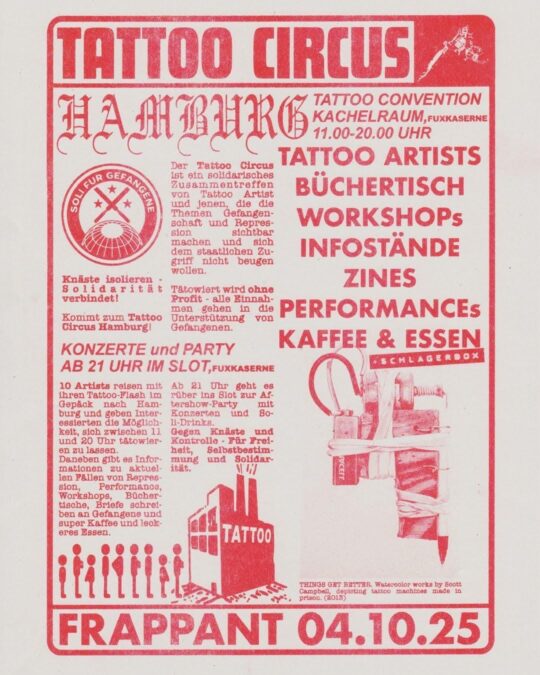 TATTOO CIRCUS
HAMBURG
TATTOO CONVENTION
KACHELRAUM, FUXKASERNE
11.00-20.00 UHR
SOLI FÜR GEFANGENE
Knäste isolieren -
Solidarität
verbindet!
Kommt zum Tattoo
Circus Hamburg!
Der Tattoo Circus
ist ein solidarisches
Zusammentreffen
von Tattoo Artist
und jenen, die die
Themen Gefangen-
schaft und Repres-
sion sichtbar
machen und sich
dem staatlichen Zu-
griff nicht beugen
wollen.
Tätowiert wird ohne
Profit - alle Einnah-
men gehen in die
Unterstützung von
Gefangenen.
TATTOO ARTISTS
BÜCHERTISCH
WORKSHOPs
INFOSTÄNDE
ZINES
PERFORMANCEs
KAFFEE & ESSEN
+SCHLAGERBOX
KONZERTE und PARTY
AB 21 UHR IM SLOT, FUXKASERNE
10 Artists reisen mit
ihren Tattoo-Flash im
Gepäck nach Ham-
burg und geben Inter-
essierten die Möglich-
keit, sich zwischen 11
und 20 Uhr tätowier-
en zu lassen.
Daneben gibt es Infor-
mationen zu aktuel-
len Fällen von Repres-
sion, Performance,
Workshops, Bücher-
tische, Briefe schrei-
ben an Gefangene und
super Kaffee und leck-
eres Essen.
Ab 21 Uhr geht es
rüber ins Slot zur Af-
tershow-Party mit
Konzerten und So-
li-Drinks.
Gegen Knäste und
Kontrolle - Für Frei-
heit, Selbstbestim-
mung und Solidar-
ität.
TATTOO
THINGS GET BETTER. Watercolor works by Scott
Campbell, depicting tattoo machines made in
prison. (2013)
FRAPPANT 04.10.25